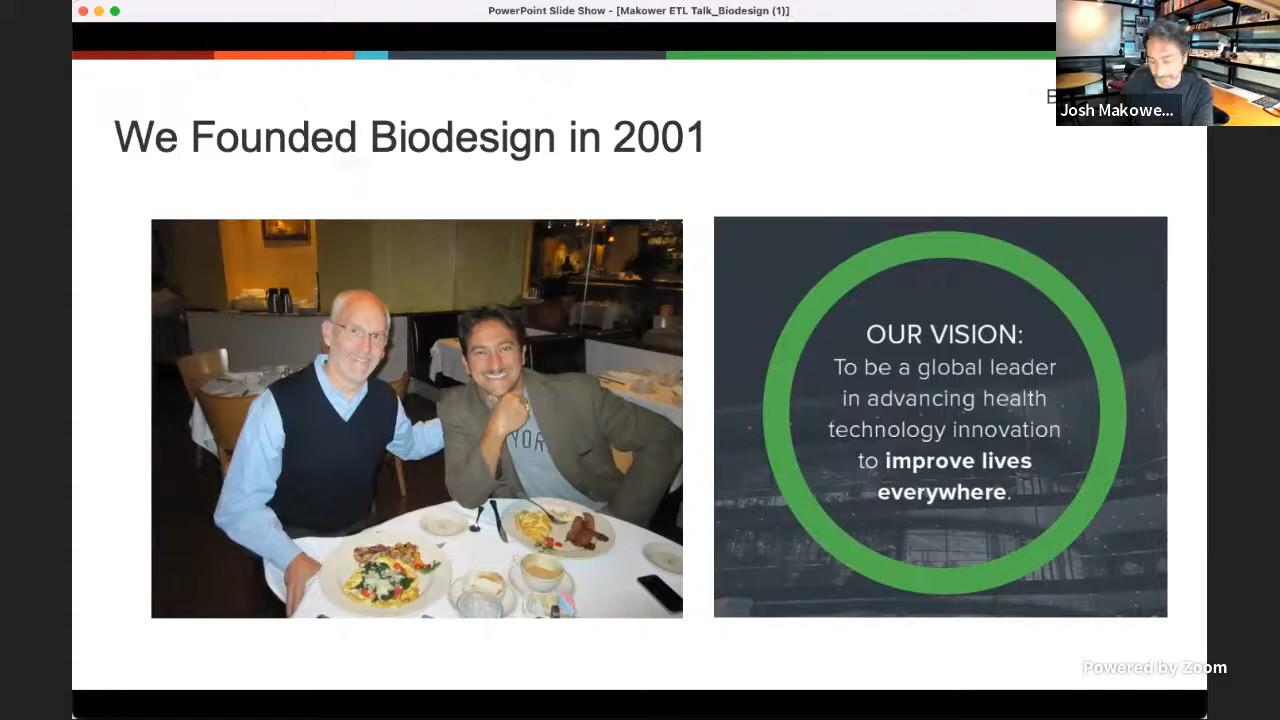 PowerPoint Slide Show - [Makower ETL Talk_Biodesign (1)]
Josh Makowe...
We Founded Biodesign in 2001
YOR
OUR VISION:
To be a global leader
in advancing health
technology innovation
to improve lives
everywhere.
Powered by Zoom